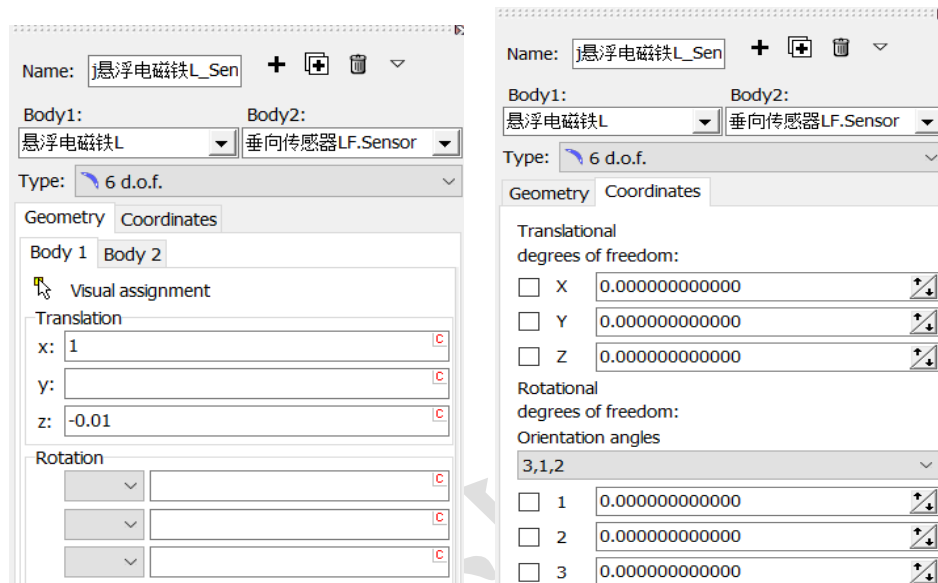 Name: j悬浮电磁铁L_Sen
Body1: Body2:
悬浮电磁铁L 垂向传感器LF.Sensor
Type: 6 d.o.f.
Geometry Coordinates
Body 1 Body 2
Visual assignment
Translation
x: 1 C
y: C
z: -0.01 C
Rotation
C
C
C
Name: j悬浮电磁铁L_Sen
Body1: Body2:
悬浮电磁铁L 垂向传感器LF.Sensor
Type: 6 d.o.f.
Geometry Coordinates
Translational
degrees of freedom:
X 0.000000000000
Y 0.000000000000
Z 0.000000000000
Rotational
degrees of freedom:
Orientation angles
3,1,2
1 0.000000000000
2 0.000000000000
3 0.000000000000